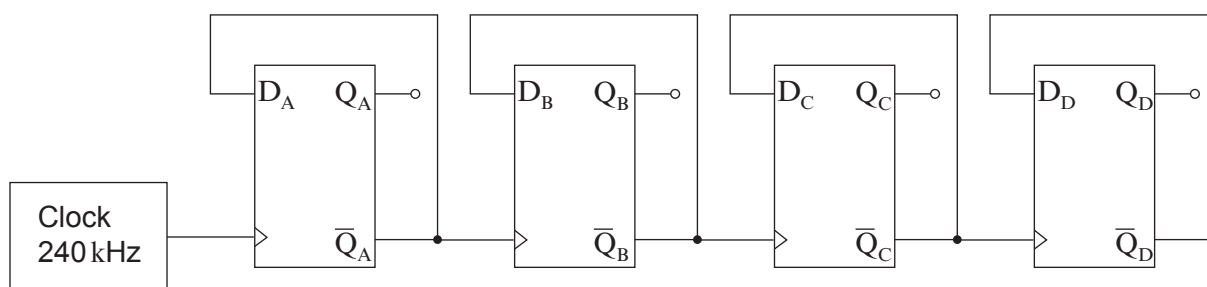 D_A Q_A
Q̅_A
D_B Q_B
Q̅_B
D_C Q_C
Q̅_C
D_D Q_D
Q̅_D
Clock
240 kHz